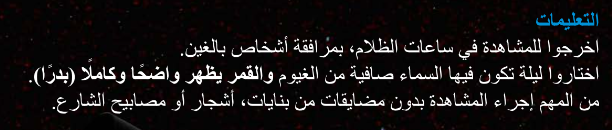 التعليمات
اخرجوا للمشاهدة في ساعات الظلام، بمرافقة أشخاص بالغين.
اختاروا ليلة تكون فيها السماء صافية من الغيوم والقمر يظهر واضحًا وكاملًا (بدرًا).
من المهم إجراء المشاهدة بدون مضايقات من بنايات، أشجار أو مصابيح الشارع.